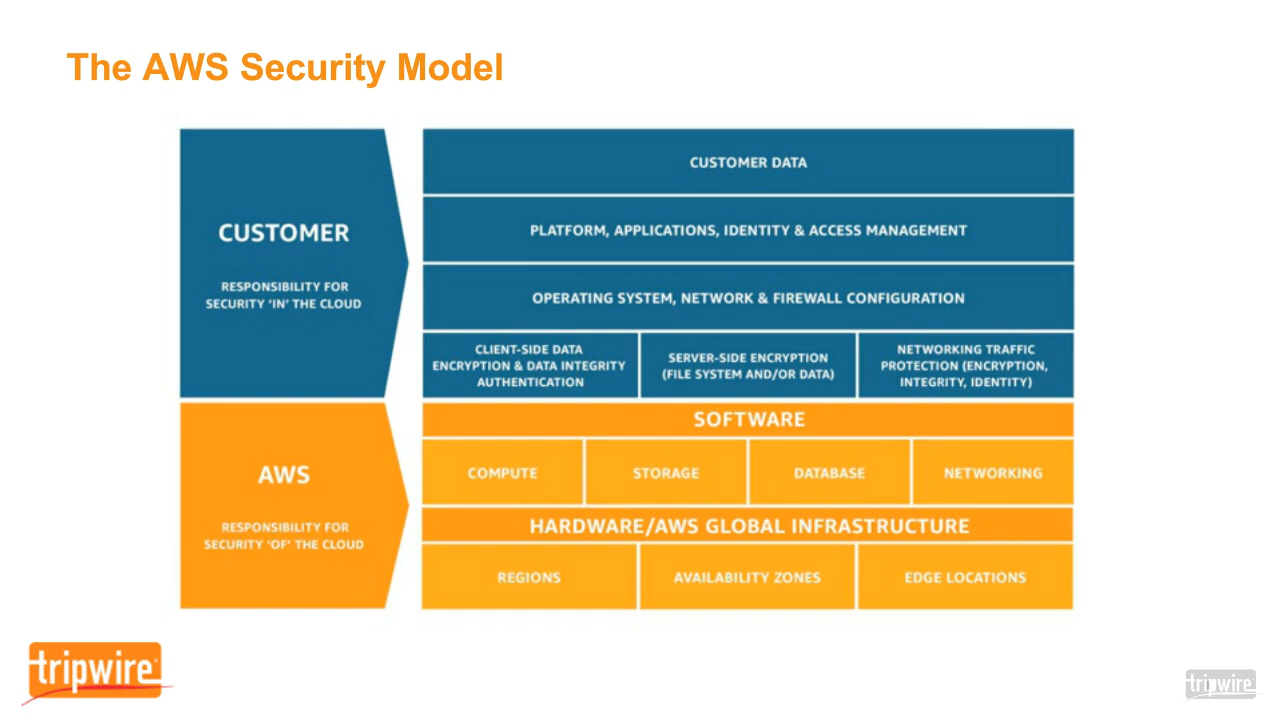 The AWS Security Model
CUSTOMER
RESPONSIBILITY FOR
SECURITY ‘IN’ THE CLOUD
CUSTOMER DATA
PLATFORM, APPLICATIONS, IDENTITY & ACCESS MANAGEMENT
OPERATING SYSTEM, NETWORK & FIREWALL CONFIGURATION
CLIENT-SIDE DATA
ENCRYPTION & DATA INTEGRITY
AUTHENTICATION
SERVER-SIDE ENCRYPTION
(FILE SYSTEM AND/OR DATA)
NETWORKING TRAFFIC
PROTECTION (ENCRYPTION,
INTEGRITY, IDENTITY)
AWS
RESPONSIBILITY FOR
SECURITY ‘OF’ THE CLOUD
SOFTWARE
COMPUTE
STORAGE
DATABASE
NETWORKING
HARDWARE/AWS GLOBAL INFRASTRUCTURE
REGIONS
AVAILABILITY ZONES
EDGE LOCATIONS
tripwire
tripwire